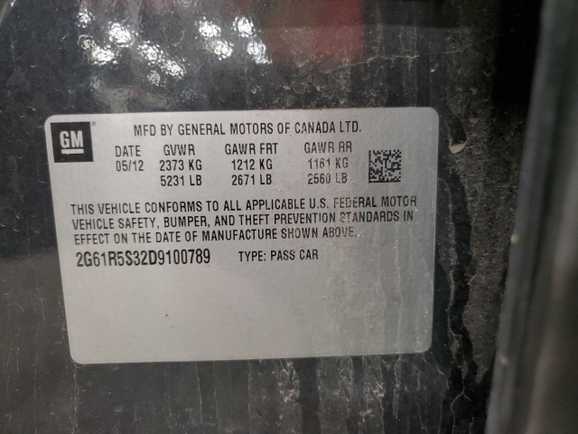 GM
MFD BY GENERAL MOTORS OF CANADA LTD.
DATE GVWR GAWR FRT GAWR RR
05/12 2373 KG 1212 KG 1161 KG
5231 LB 2671 LB 2560 LB
THIS VEHICLE CONFORMS TO ALL APPLICABLE U.S. FEDERAL MOTOR
VEHICLE SAFETY, BUMPER, AND THEFT PREVENTION STANDARDS IN
EFFECT ON THE DATE OF MANUFACTURE SHOWN ABOVE.
2G61R5S32D9100789 TYPE: PASS CAR